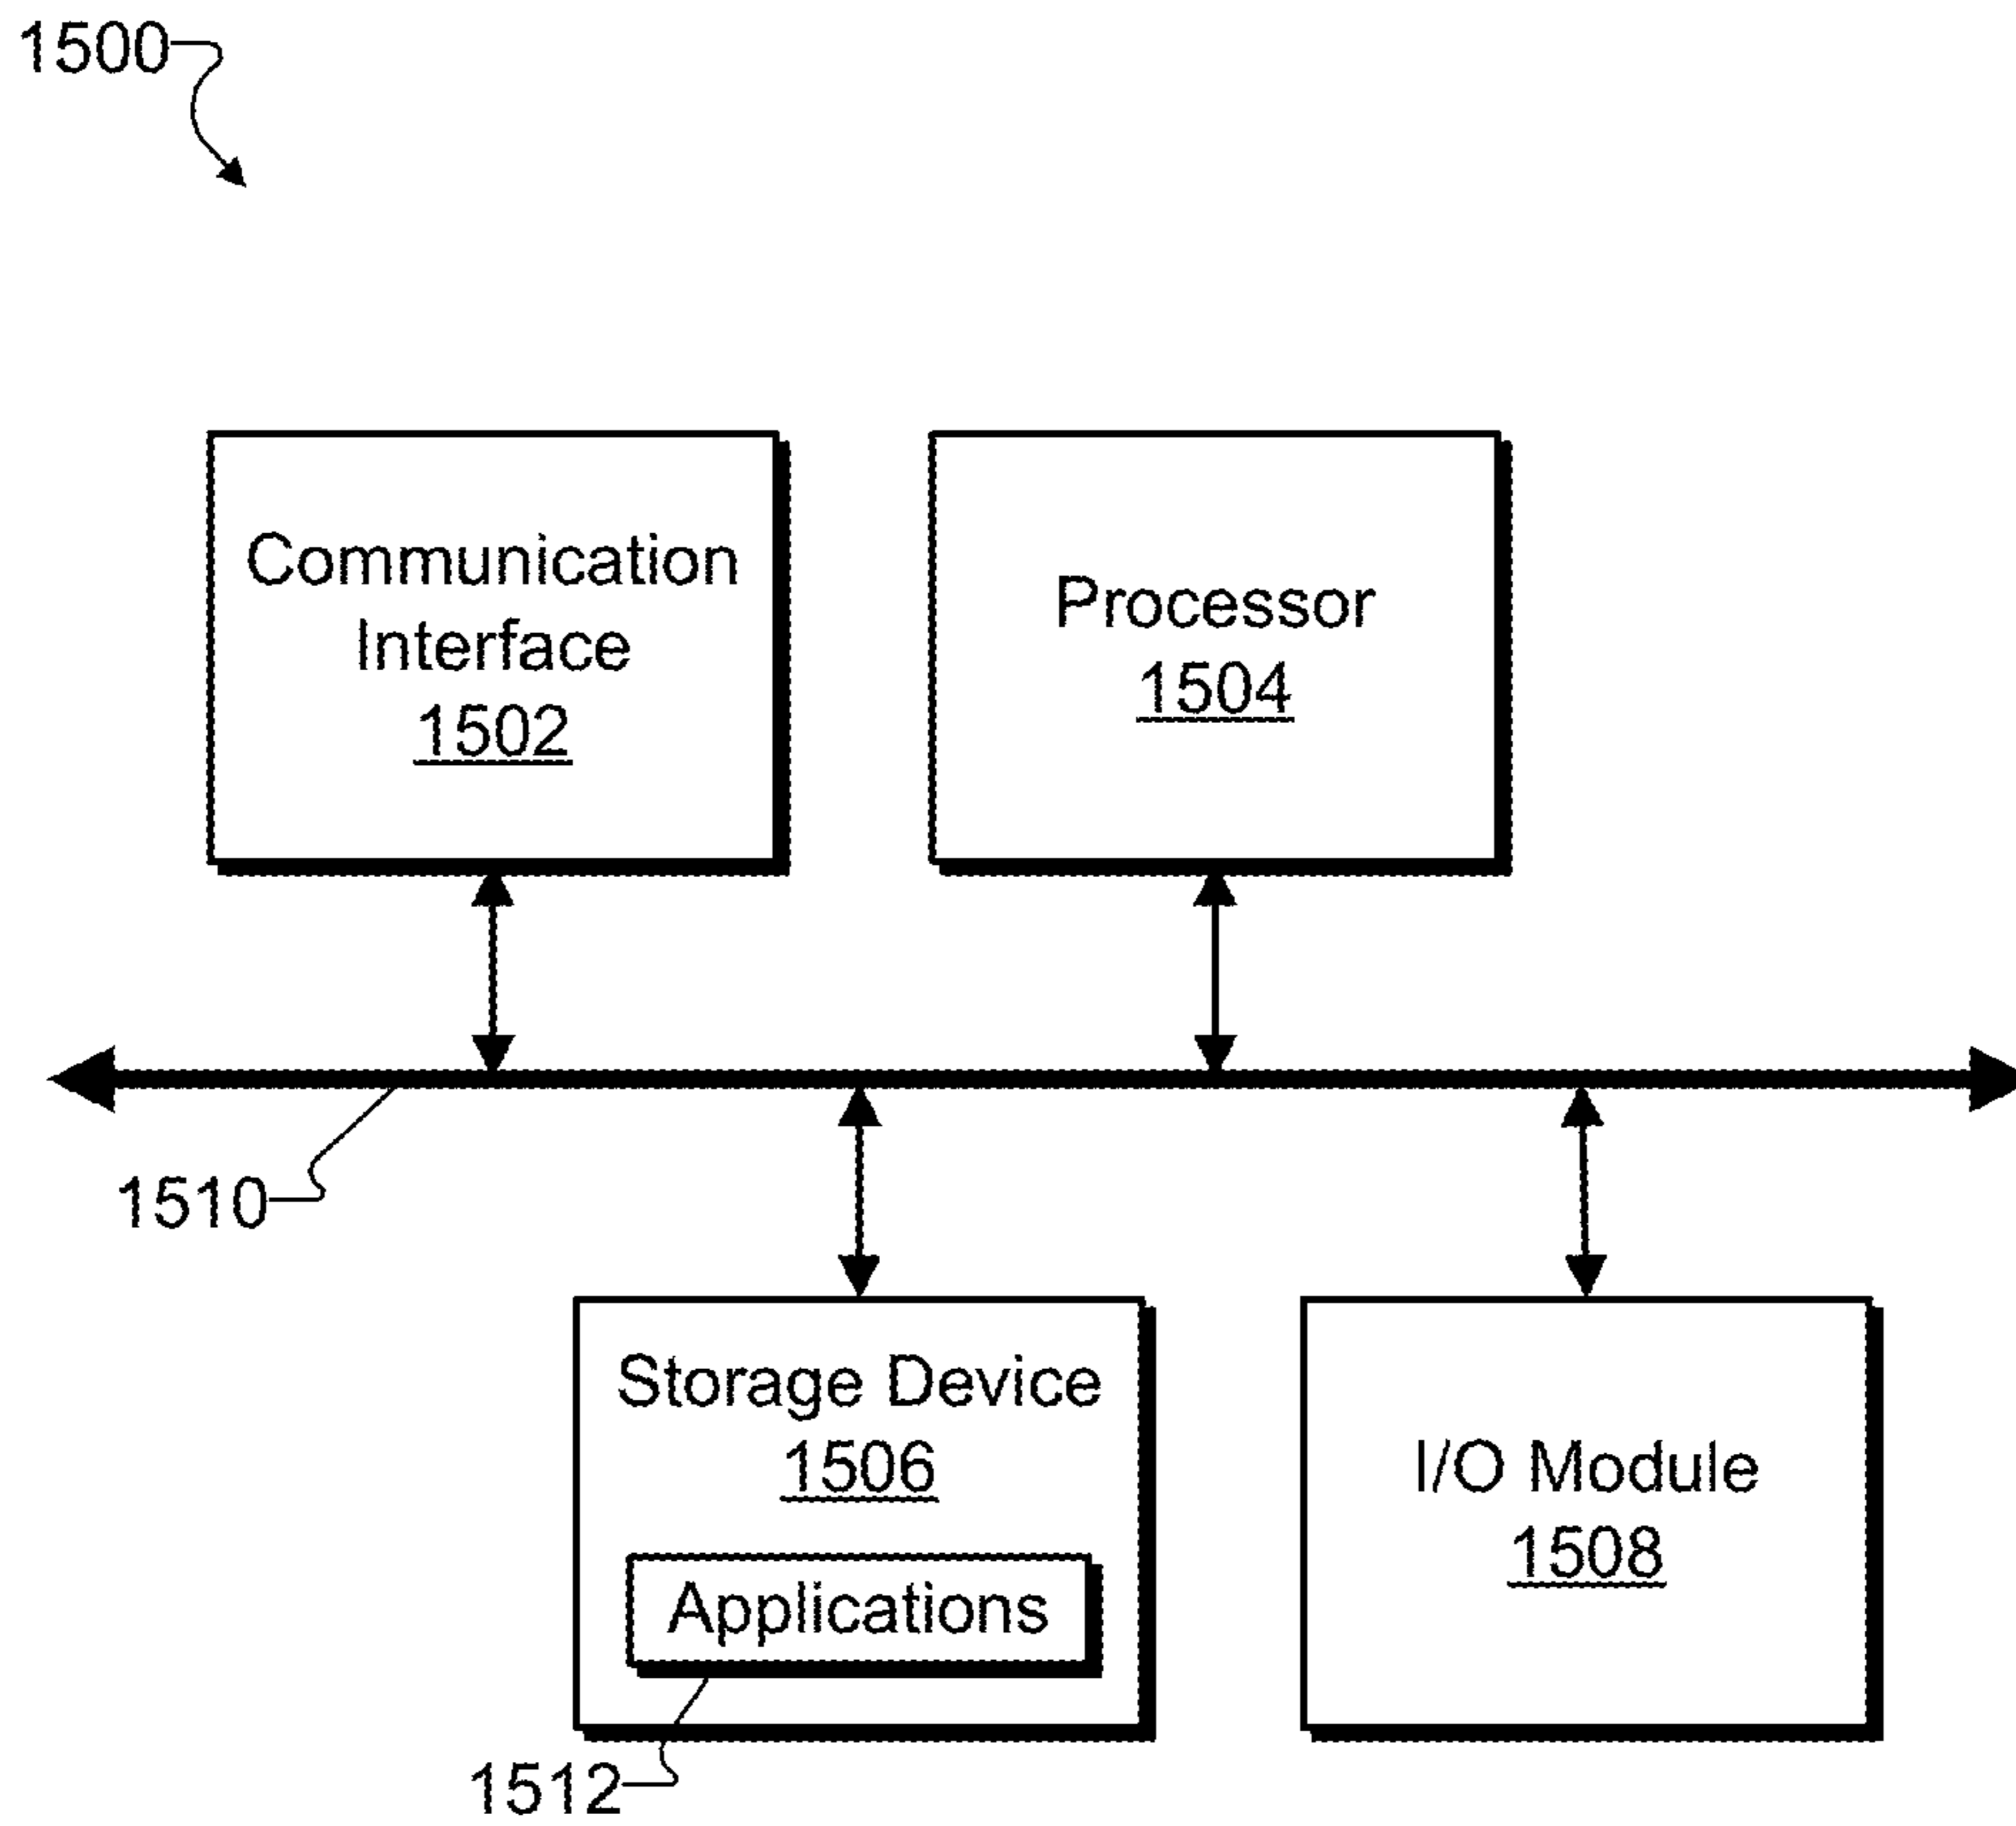 1500
Communication
Interface
1502
Processor
1504
1510
Storage Device
1506
Applications
1512
I/O Module
1508